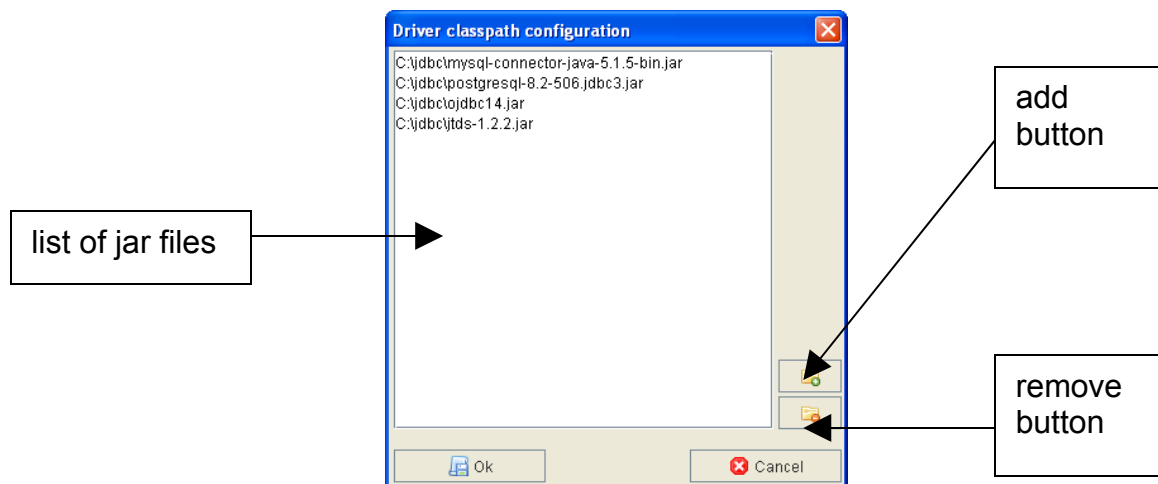 Driver classpath configuration
C:\jdbc\mysql-connector-java-5.1.5-bin.jar
C:\jdbc\postgresql-8.2-506.jdbc3.jar
C:\jdbc\ojdbc14.jar
C:\jdbc\jtds-1.2.2.jar
add
button
list of jar files
remove
button
Ok
Cancel